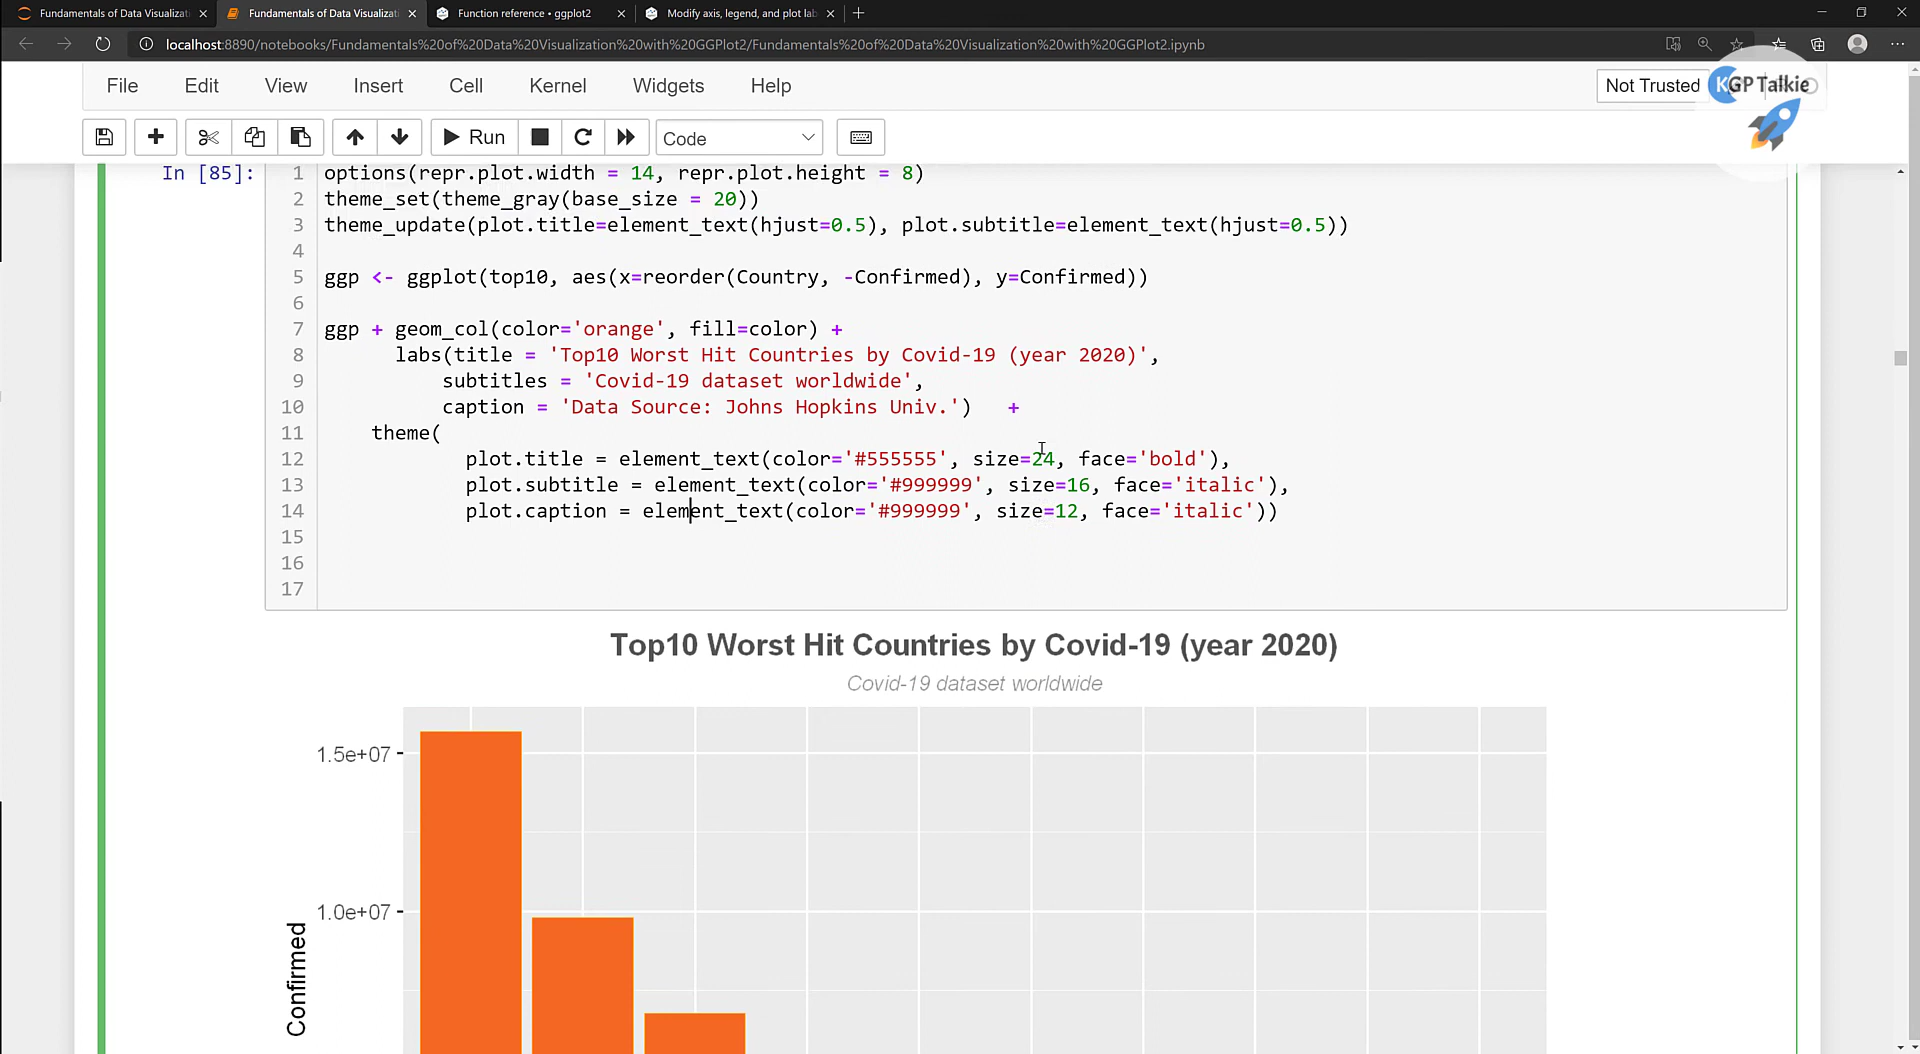 Fundamentals of Data Visualizati
Fundamentals of Data Visualizati
Function reference • ggplot2
Modify axis, legend, and plot lab
localhost:8890/notebooks/Fundamentals%20of%20Data%20Visualization%20with%20GGPlot2/Fundamentals%20of%20Data%20Visualization%20with%20GGPlot2.ipynb
File Edit View Insert Cell Kernel Widgets Help
Not Trusted
KGP Talkie
Run
Code
In [85]:
1 options(repr.plot.width = 14, repr.plot.height = 8)
2 theme_set(theme_gray(base_size = 20))
3 theme_update(plot.title=element_text(hjust=0.5), plot.subtitle=element_text(hjust=0.5))
4
5 ggp <- ggplot(top10, aes(x=reorder(Country, -Confirmed), y=Confirmed))
6
7 ggp + geom_col(color='orange', fill=color) +
8 labs(title = 'Top10 Worst Hit Countries by Covid-19 (year 2020)',
9 subtitles = 'Covid-19 dataset worldwide',
10 caption = 'Data Source: Johns Hopkins Univ.') +
11 theme(
12 plot.title = element_text(color='#555555', size=24, face='bold'),
13 plot.subtitle = element_text(color='#999999', size=16, face='italic'),
14 plot.caption = element_text(color='#999999', size=12, face='italic'))
15
16
17
Top10 Worst Hit Countries by Covid-19 (year 2020)
Covid-19 dataset worldwide
1.5e+07
1.0e+07
Confirmed